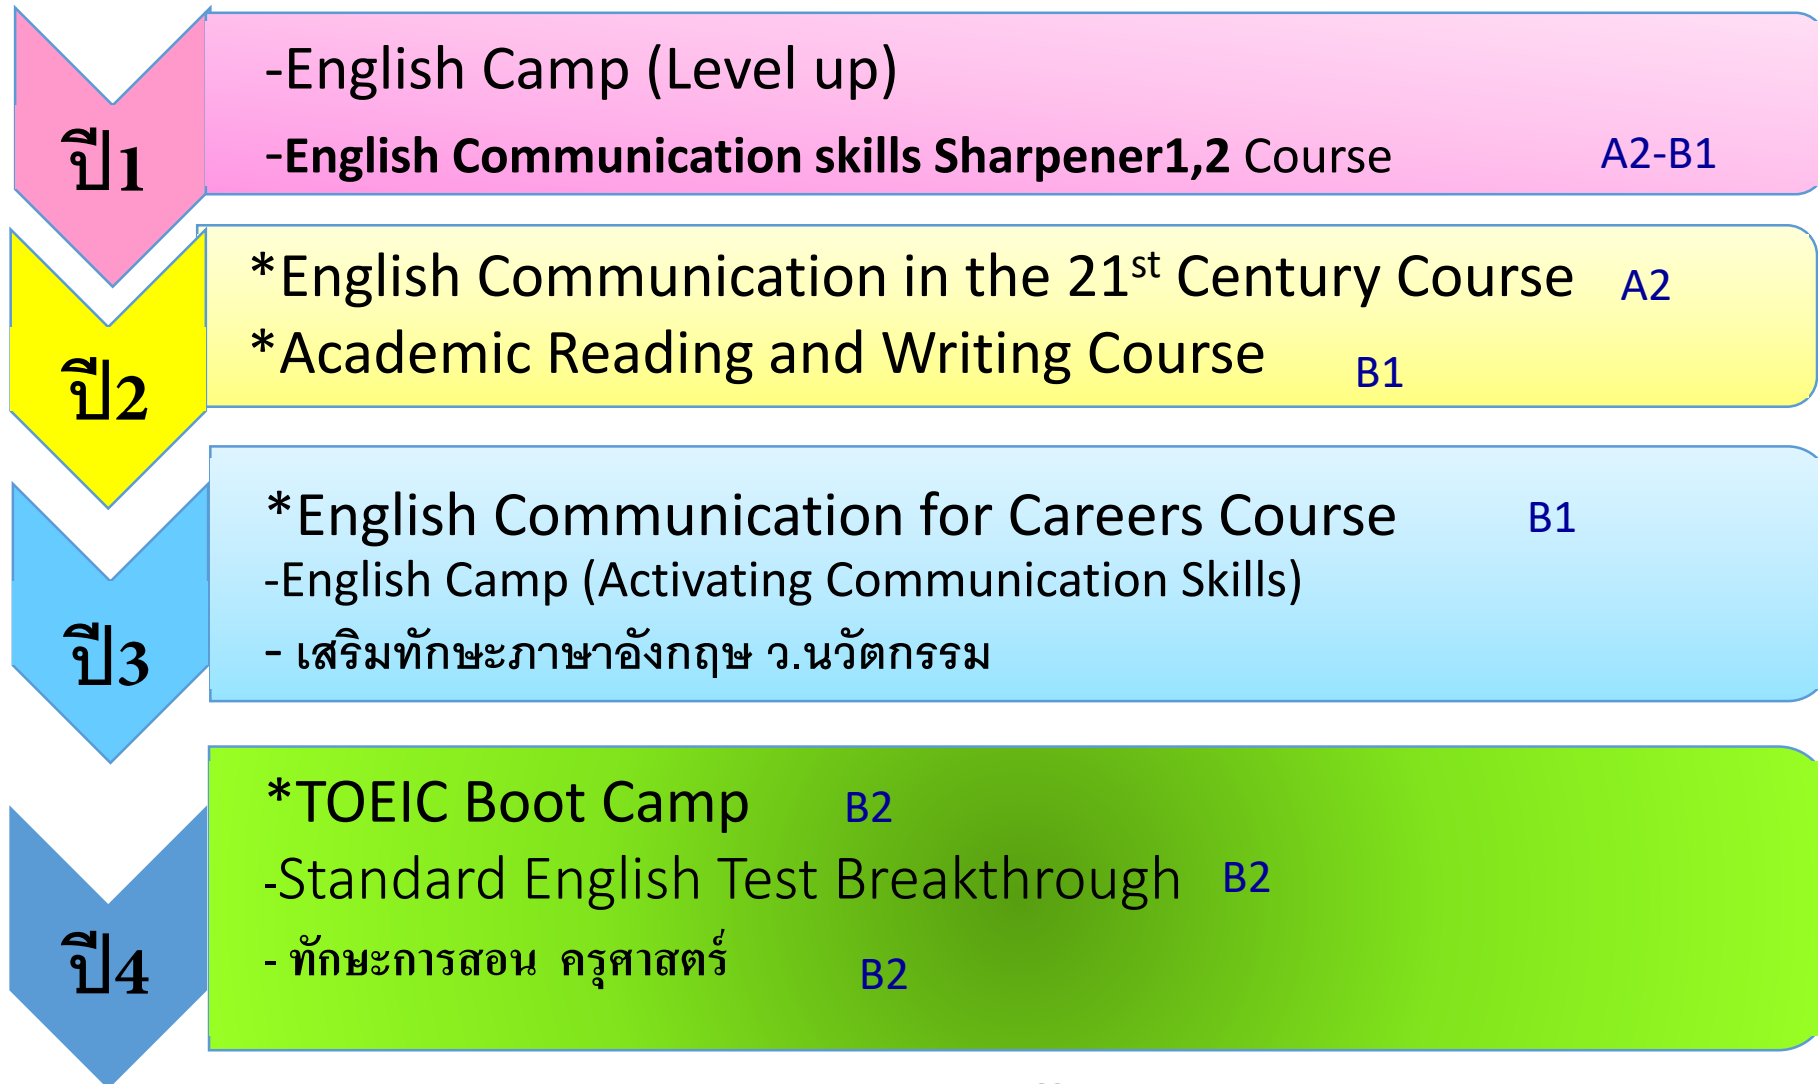 ปี1
-English Camp (Level up)
-English Communication skills Sharpener1,2 Course A2-B1
ปี2
*English Communication in the 21st Century Course A2
*Academic Reading and Writing Course B1
ปี3
*English Communication for Careers Course B1
-English Camp (Activating Communication Skills)
- เสริมทักษะภาษาอังกฤษ ว.นวัตกรรม
ปี4
*TOEIC Boot Camp B2
-Standard English Test Breakthrough B2
- ทักษะการสอน ครุศาสตร์ B2